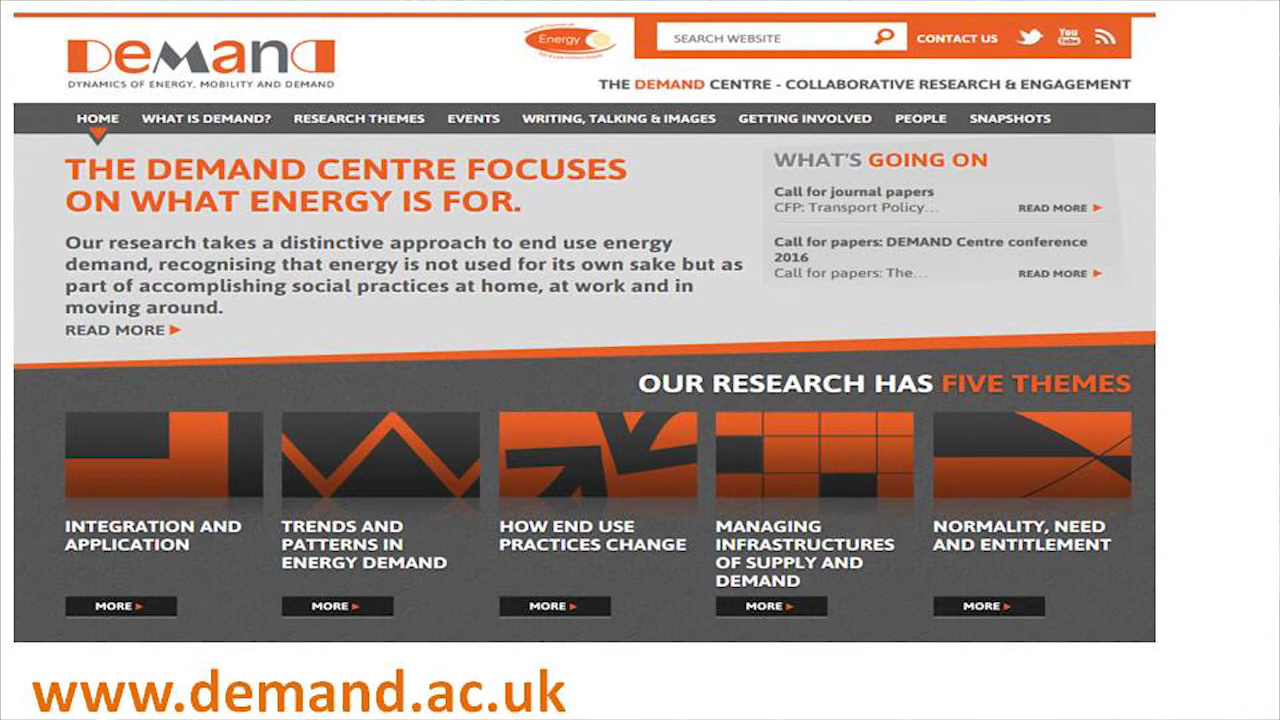 DEMAND
DYNAMICS OF ENERGY, MOBILITY AND DEMAND
Energy
SEARCH WEBSITE
CONTACT US
You Tube
THE DEMAND CENTRE - COLLABORATIVE RESEARCH & ENGAGEMENT
HOME WHAT IS DEMAND? RESEARCH THEMES EVENTS WRITING, TALKING & IMAGES GETTING INVOLVED PEOPLE SNAPSHOTS
THE DEMAND CENTRE FOCUSES
ON WHAT ENERGY IS FOR.
Our research takes a distinctive approach to end use energy
demand, recognising that energy is not used for its own sake but as
part of accomplishing social practices at home, at work and in
moving around.
READ MORE
WHAT'S GOING ON
Call for journal papers
CFP: Transport Policy... READ MORE
Call for papers: DEMAND Centre conference
2016
Call for papers: The... READ MORE
OUR RESEARCH HAS FIVE THEMES
INTEGRATION AND
APPLICATION
MORE
TRENDS AND
PATTERNS IN
ENERGY DEMAND
MORE
HOW END USE
PRACTICES CHANGE
MORE
MANAGING
INFRASTRUCTURES
OF SUPPLY AND
DEMAND
MORE
NORMALITY, NEED
AND ENTITLEMENT
MORE
www.demand.ac.uk